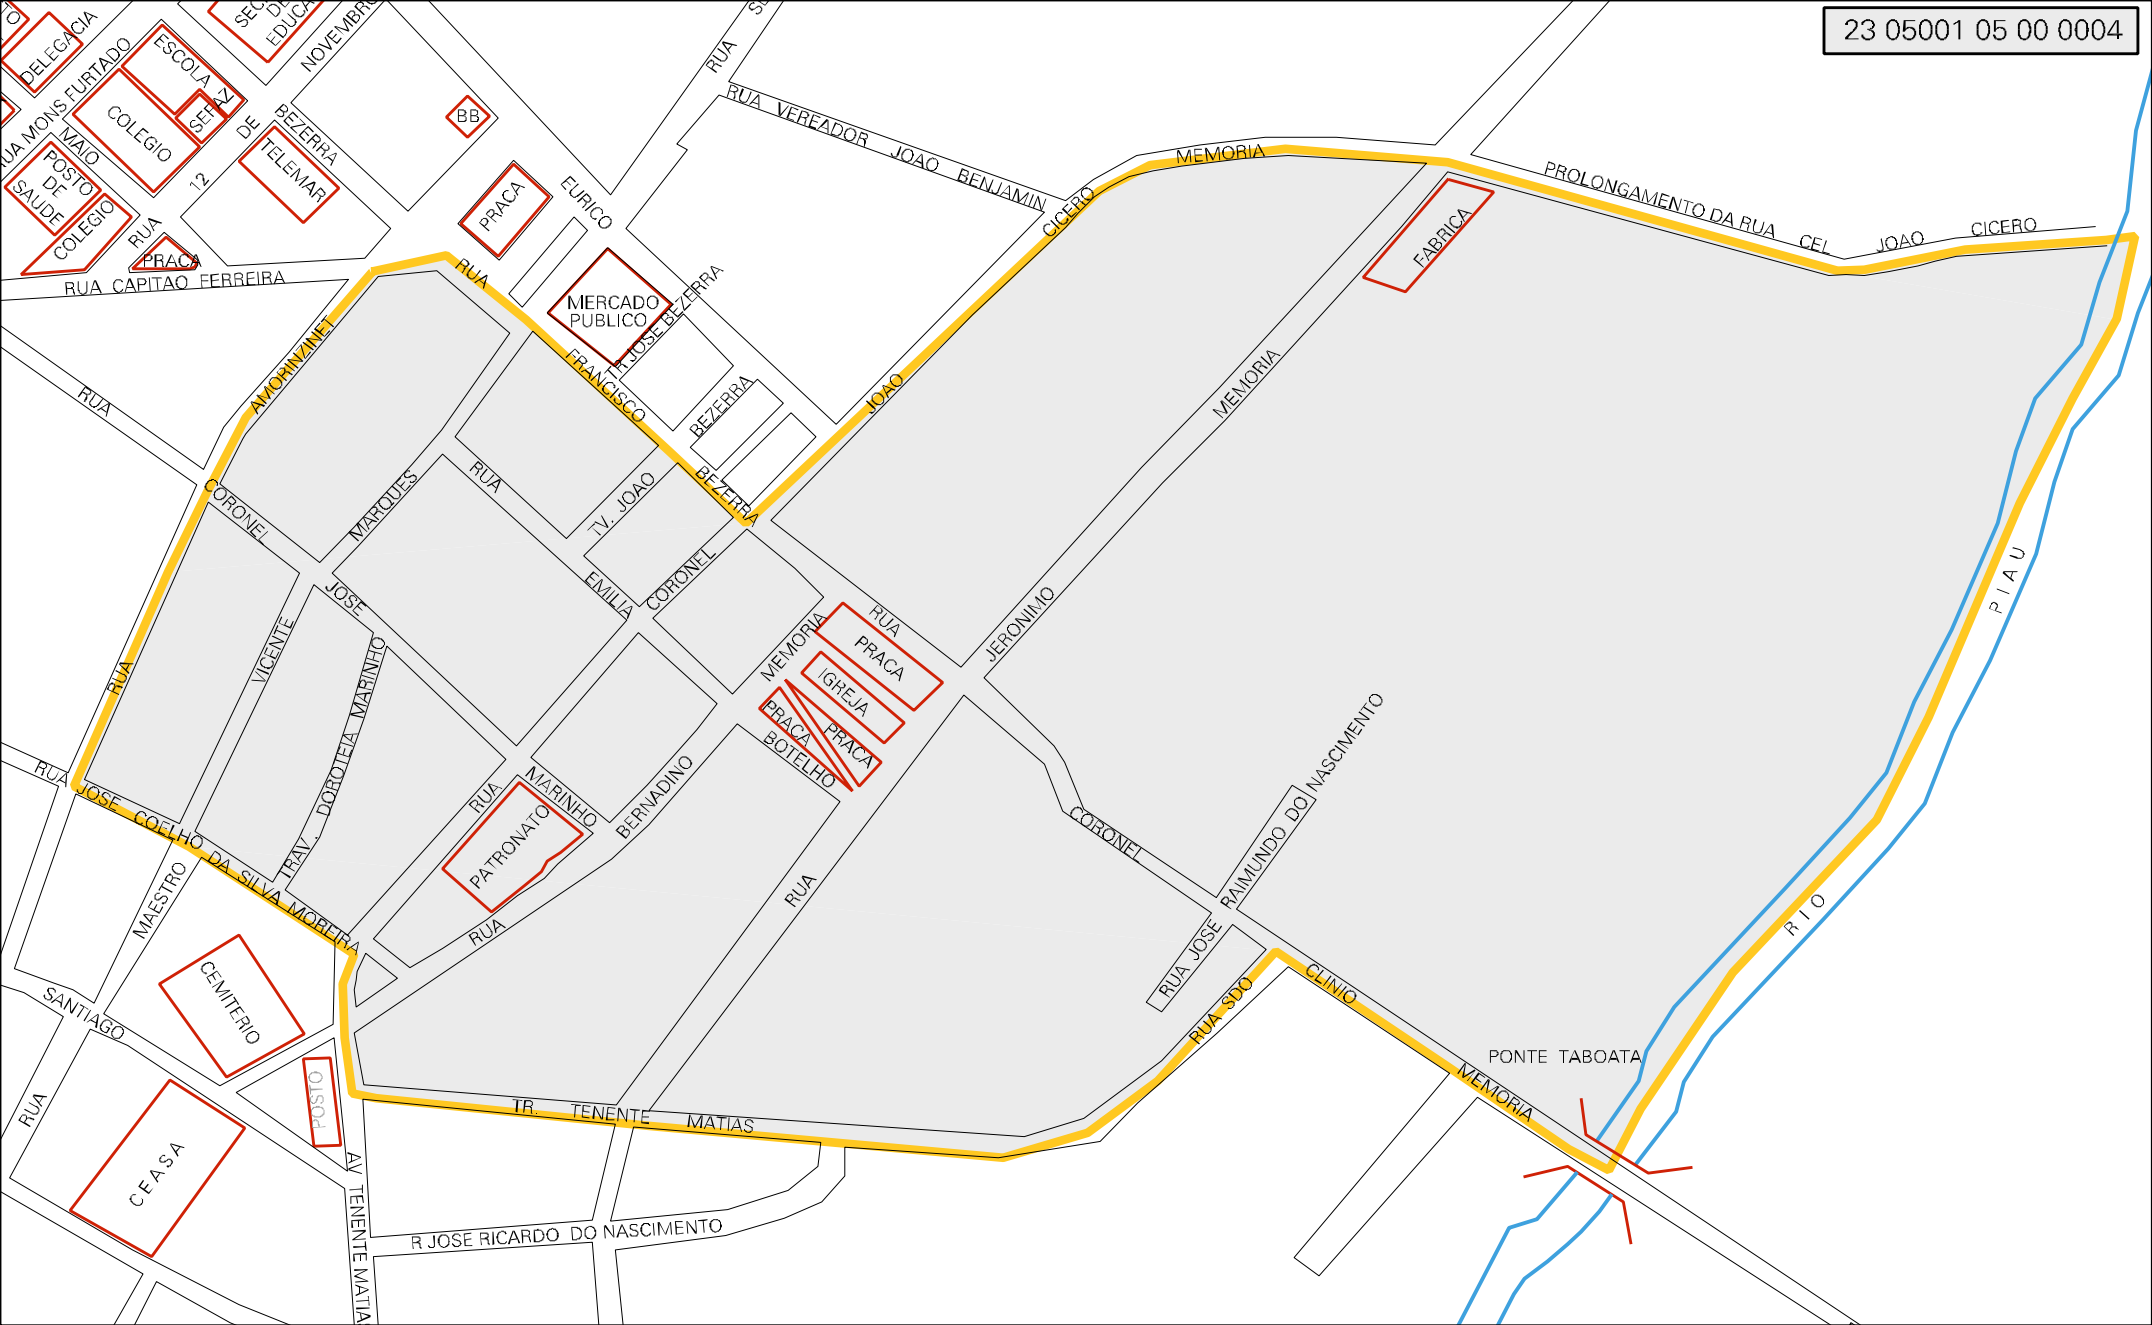 23 05001 05 00 0004
TO
DELEGACIA
SEC
DE
EDUCA
NOVEMBRO
RUA
RUA MONS FURTADO
ESCOLA
COLEGIO
SEFAZ
DE
BEZERRA
BB
RUA VEREADOR JOAO BENJAMIN
MAIO
POSTO
DE
SAUDE
COLEGIO
12
RUA
TELEMAR
PRACA
PRACA
EURICO
RUA CAPITAO FERREIRA
MERCADO
PUBLICO
R JOSE BEZERRA
BEZERRA
RUA
FRANCISCO
BEZERRA
CICERO
MEMORIA
JOAO
PROLONGAMENTO DA RUA CEL JOAO CICERO
FABRICA
MEMORIA
JERONIMO
RUA
AMORINZINET
RUA
CORONEL
JOSE
MARINHO
MARQUES
RUA
EMILIA
TV. JOAO
CORONEL
MEMORIA
RUA
PRACA
IGREJA
PRACA
PRACA
BOTELHO
VICENTE
TRAV. DOROTEIA MARINHO
RUA
RUA JOSE COELHO DA SILVA MOREIRA
MAESTRO
RUA
PATRONATO
BERNADINO
RUA
RUA
CORONEL
RUA JOSE RAIMUNDO DO NASCIMENTO
RUA SDO
CLINIO
MEMORIA
PONTE TABOATA
RIO
PIAU
CEMITERIO
SANTIAGO
RUA
POSTO
CEASA
TR. TENENTE MATIAS
AV TENENTE MATIAS
R JOSE RICARDO DO NASCIMENTO